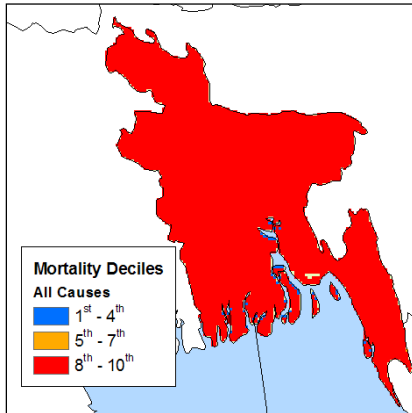 Mortality Deciles
All Causes
1st - 4th
5th - 7th
8th - 10th